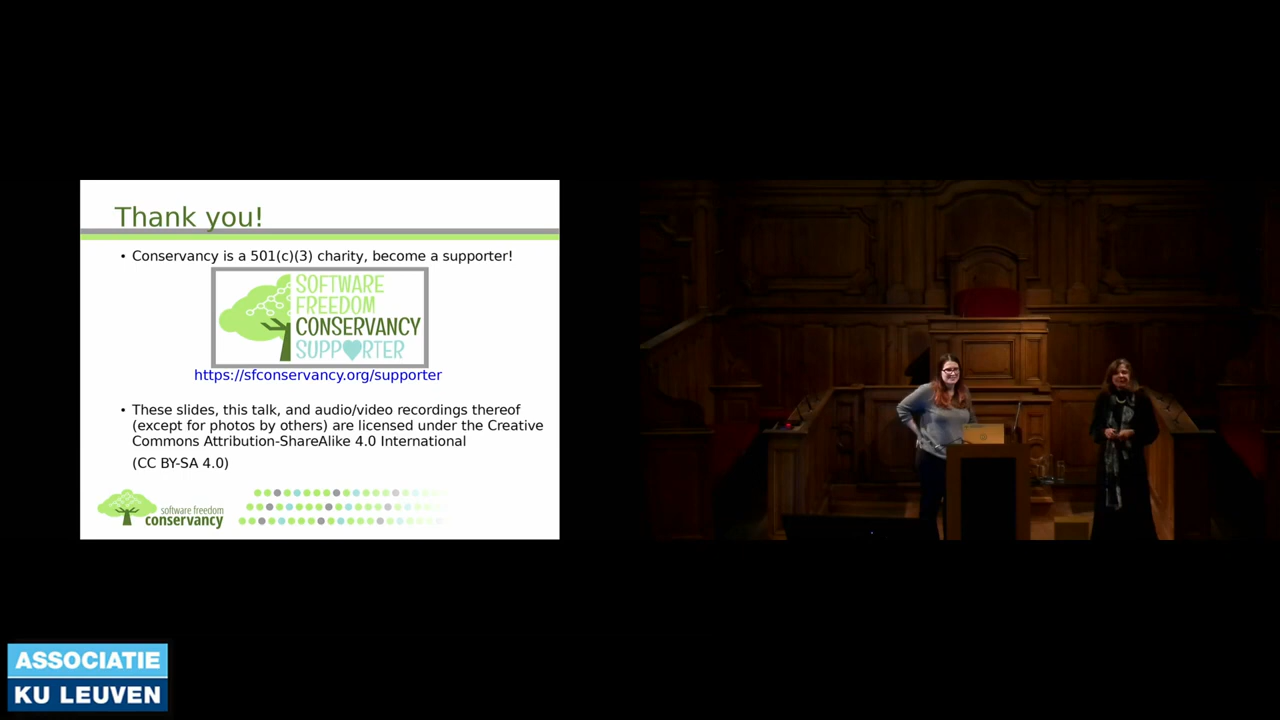 Thank you!
• Conservancy is a 501(c)(3) charity, become a supporter!
SOFTWARE
FREEDOM
CONSERVANCY
SUPPORTER
https://sfconservancy.org/supporter
• These slides, this talk, and audio/video recordings thereof
(except for photos by others) are licensed under the Creative
Commons Attribution-ShareAlike 4.0 International
(CC BY-SA 4.0)
software freedom
conservancy
ASSOCIATIE
KU LEUVEN